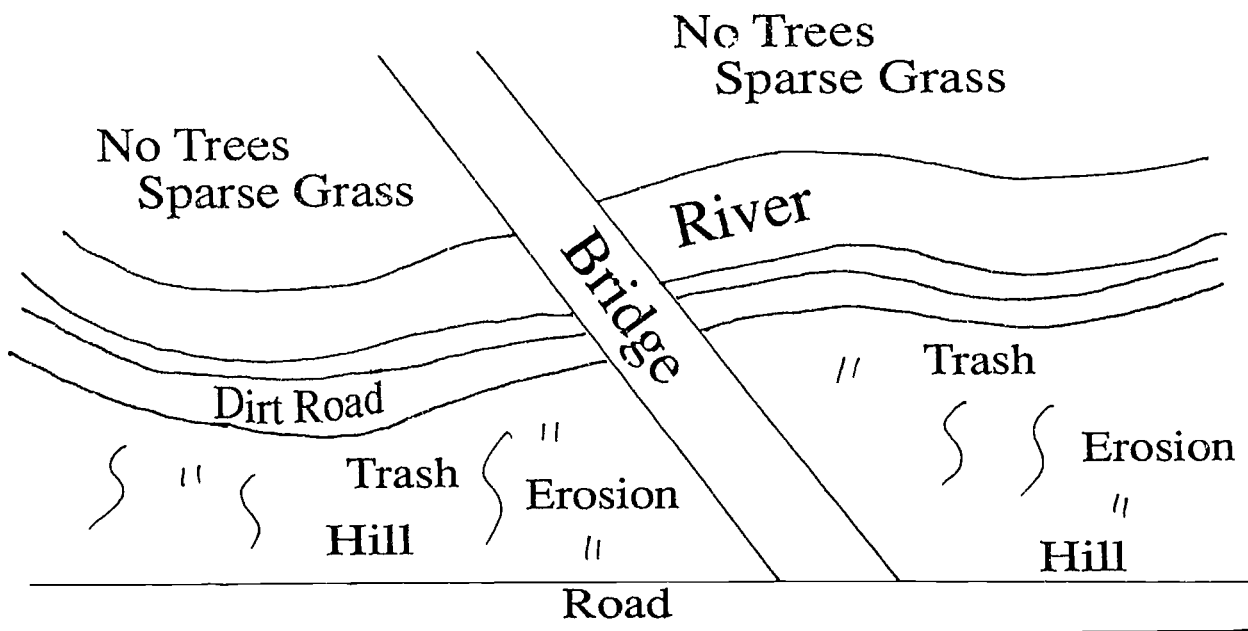 No Trees
Sparse Grass
No Trees
Sparse Grass
River
Bridge
Trash
Dirt Road
Erosion
Trash
Erosion
Hill
Hill
Road